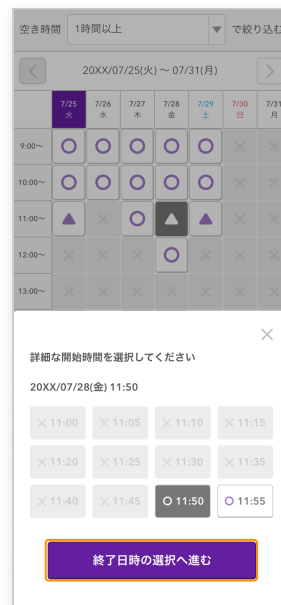 空き時間 1時間以上 ▼ で絞り込む
< 20XX/07/25(火) ～ 07/31(月) >
7/25 7/26 7/27 7/28 7/29 7/30 7/31
火 水 木 金 土 日 月
9:00～ ○ ○ ○ ○ ○ × ×
10:00～ ○ ○ ○ ○ ○ × ×
11:00～ ▲ × ○ ▲ ▲ × ×
12:00～ × × × ○ × × ×
13:00～ × × × × × × ×
×
詳細な開始時間を選択してください
20XX/07/28(金) 11:50
× 11:00 × 11:05 × 11:10 × 11:15
× 11:20 × 11:25 × 11:30 × 11:35
× 11:40 × 11:45 ○ 11:50 ○ 11:55
終了日時の選択へ進む